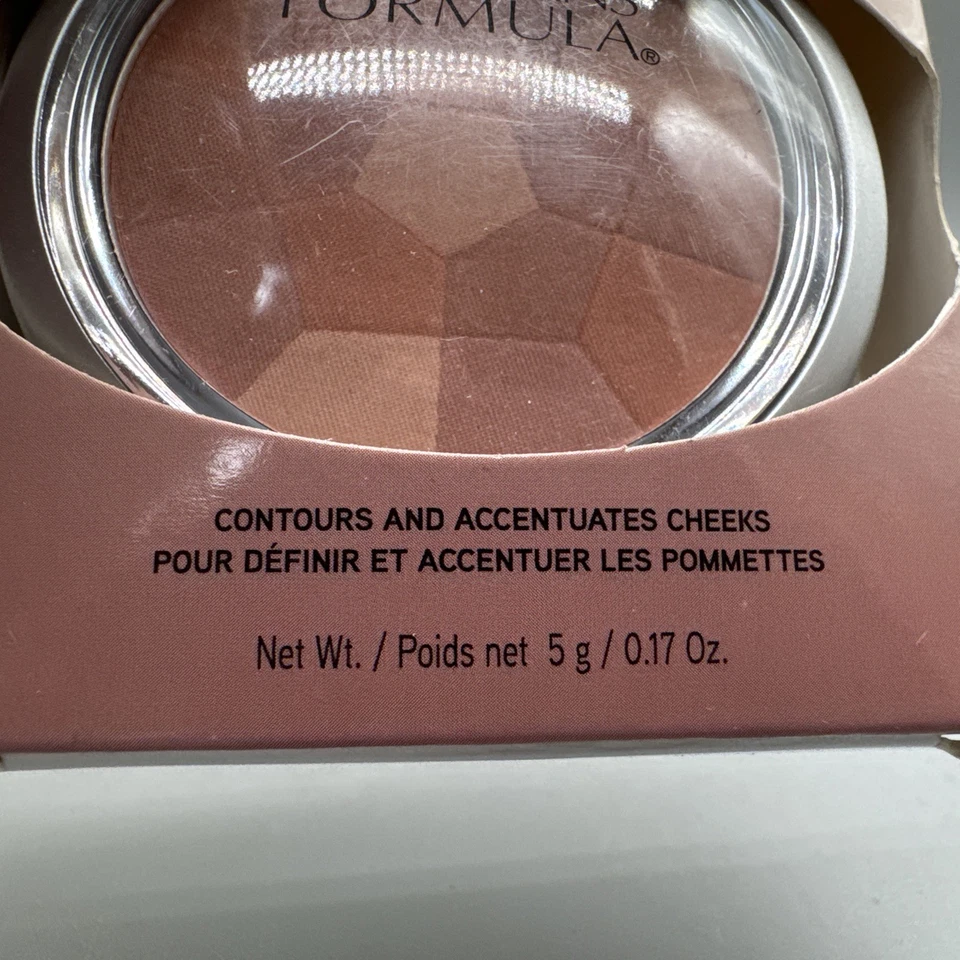 FORMULA®
CONTOURS AND ACCENTUATES CHEEKS
POUR DÉFINIR ET ACCENTUER LES POMMETTES
Net Wt. / Poids net 5 g / 0.17 Oz.